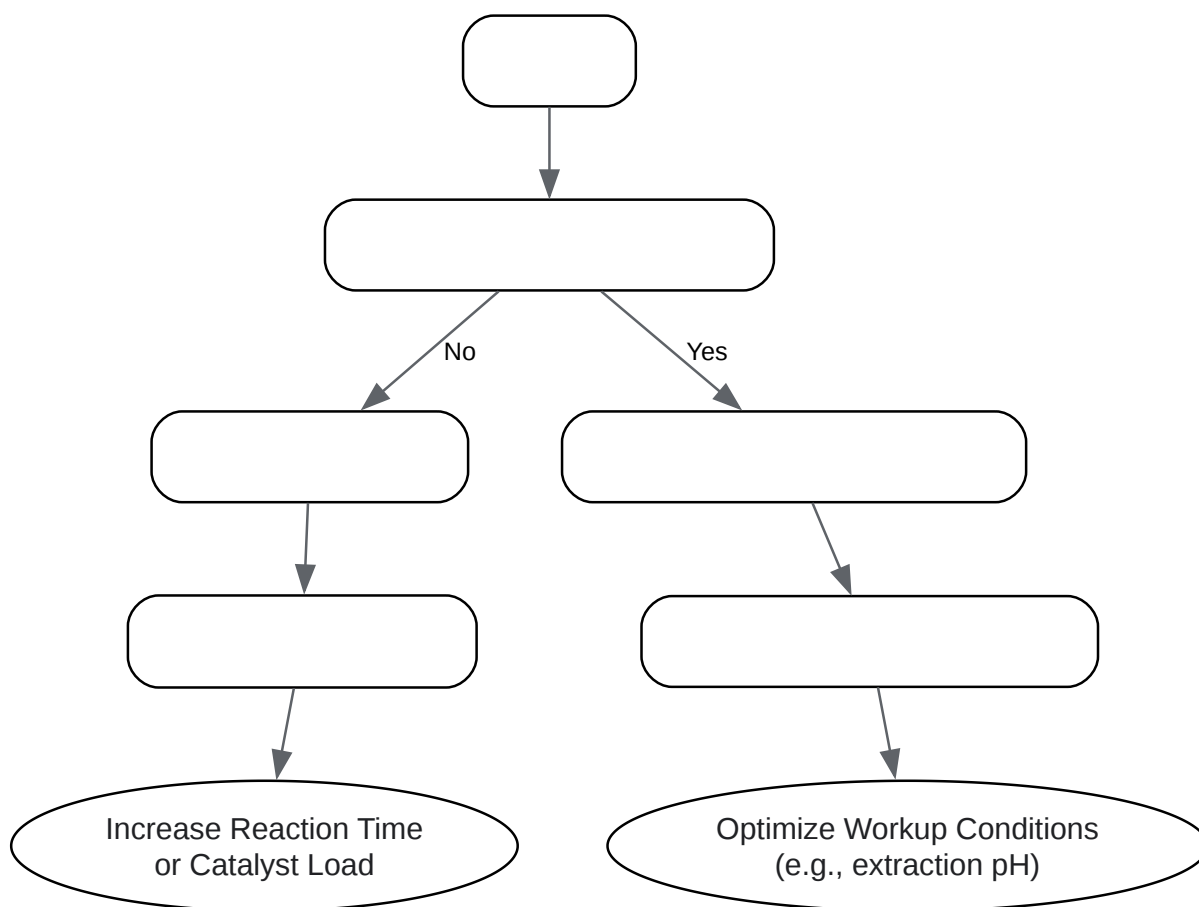 No
Yes
Increase Reaction Time
or Catalyst Load
Optimize Workup Conditions
(e.g., extraction pH)